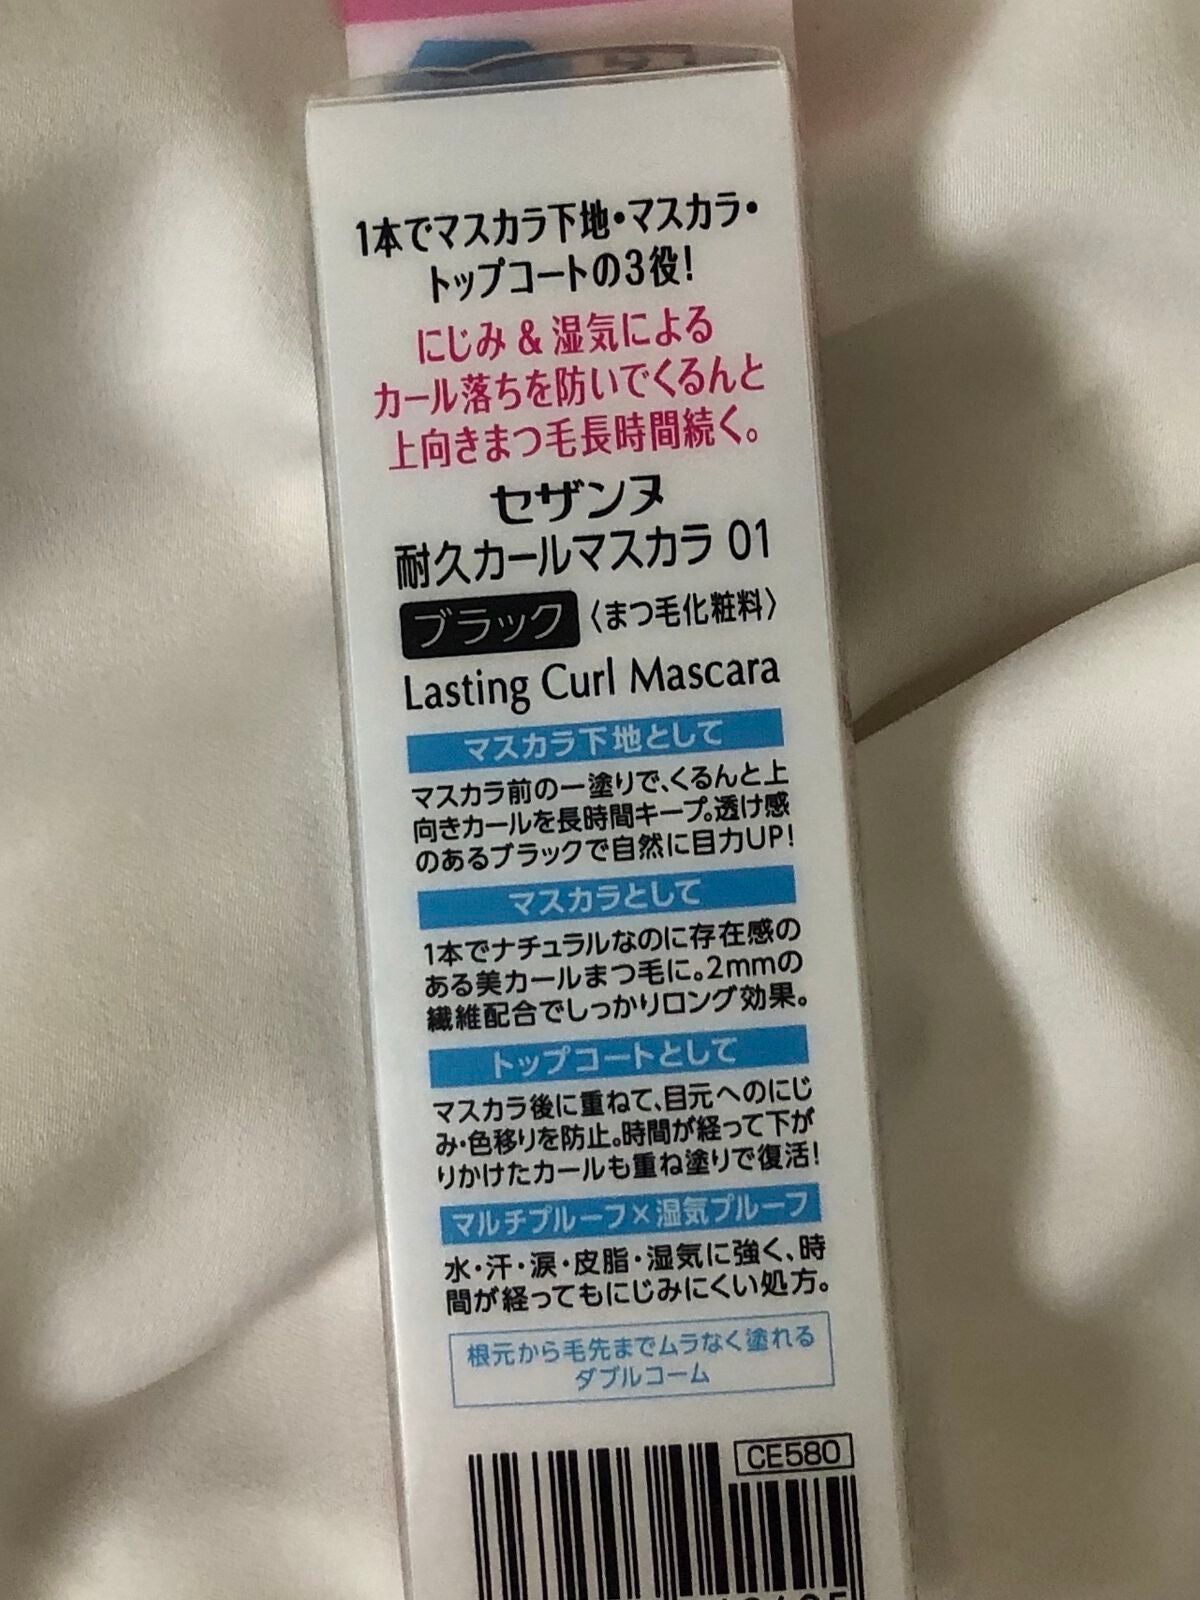 1本でマスカラ下地・マスカラ・
トップコートの3役！
にじみ & 湿気による
カール落ちを防いでくるんと
上向きまつ毛長時間続く。
セザンヌ
耐久カールマスカラ 01
ブラック 〈まつ毛化粧料〉
Lasting Curl Mascara
マスカラ下地として
マスカラ前の一塗りで、くるんと上
向きカールを長時間キープ。透け感
のあるブラックで自然に目力UP！
マスカラとして
1本でナチュラルなのに存在感の
ある美カールまつ毛に。2mmの
繊維配合でしっかりロング効果。
トップコートとして
マスカラ後に重ねて、目元へのにじ
み・色移りを防止。時間が経って下が
りかけたカールも重ね塗りで復活！
マルチプルーフ×湿気プルーフ
水・汗・涙・皮脂・湿気に強く、時
間が経ってもにじみにくい処方。
根元から毛先までムラなく塗れる
ダブルコーム
CE580